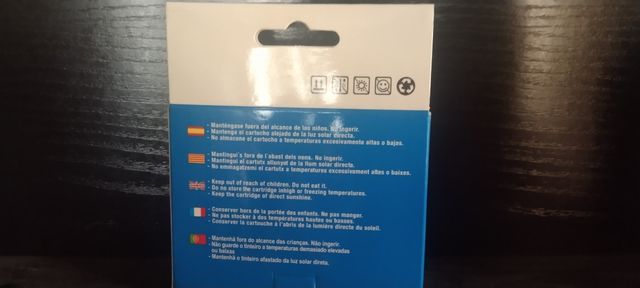 - Manténgase fuera del alcance de los niños. No ingerir.
- Mantenga el cartucho alejado de la luz solar directa.
- No almacene el cartucho a temperaturas excesivamente altas o bajas.
- Mantingui's fora de l'abast dels nens. No ingerir.
- Mantingui el cartutx allunyat de la llum solar directa.
- No emmagatzemi el cartutx a temperatures excessivament altes o baixes.
- Keep out of reach of children. Do not eat it.
- Do no store the cartridge inhigh or freezing temperatures.
- Keep the cartridge of direct sunshine.
- Conserver hors de la portée des enfants. Ne pas manger.
- Ne pas stocker à des températures hautes ou basses.
- Conserver la cartouche à l'abris de la lumière directe du soleil.
- Mantenhá fora do alcance das crianças. Não ingerir.
- Não guarde o tinteiro a temperaturas demasiado elevadas
ou baixas
- Mantenhá o tinteiro afastado da luz solar direta.